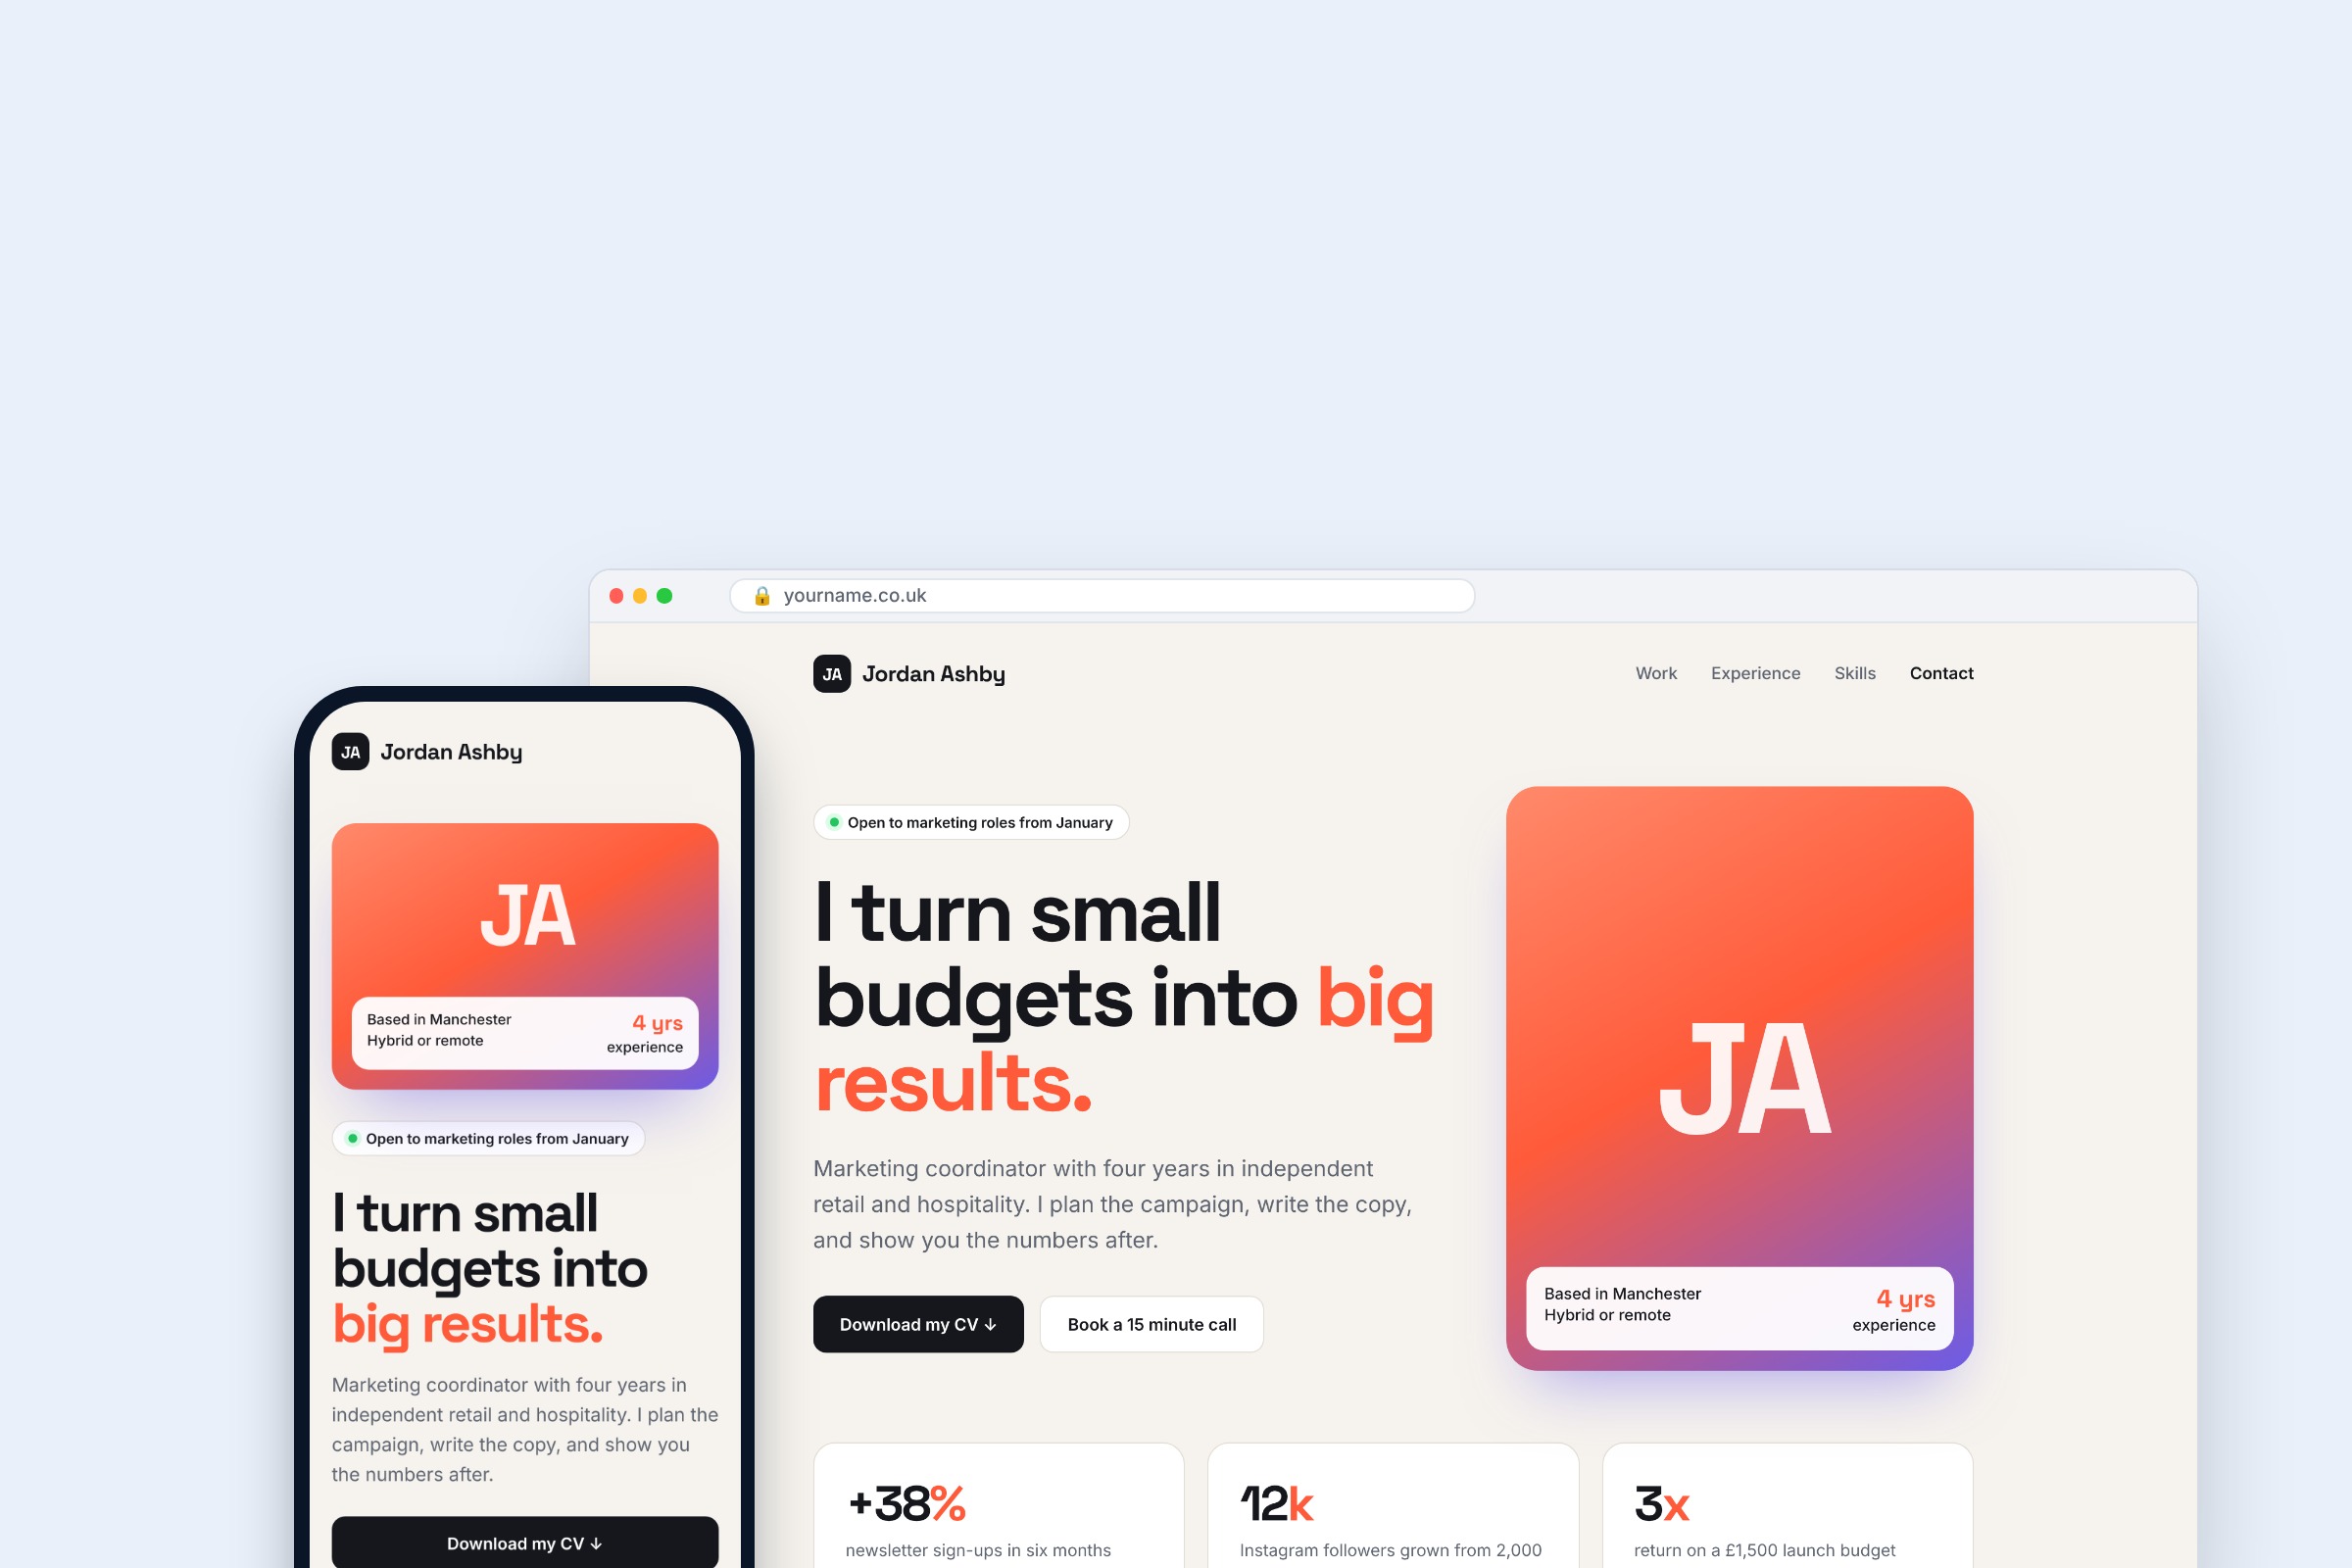 yourname.co.uk
JA Jordan Ashby
Work Experience Skills Contact
Open to marketing roles from January
I turn small
budgets into big
results.
Marketing coordinator with four years in independent
retail and hospitality. I plan the campaign, write the copy,
and show you the numbers after.
Download my CV ↓
Book a 15 minute call
JA
Based in Manchester
Hybrid or remote
4 yrs
experience
+38%
newsletter sign-ups in six months
12k
Instagram followers grown from 2,000
3x
return on a £1,500 launch budget
JA Jordan Ashby
JA
Based in Manchester
Hybrid or remote
4 yrs
experience
Open to marketing roles from January
I turn small
budgets into
big results.
Marketing coordinator with four years in
independent retail and hospitality. I plan the
campaign, write the copy, and show you
the numbers after.
Download my CV ↓